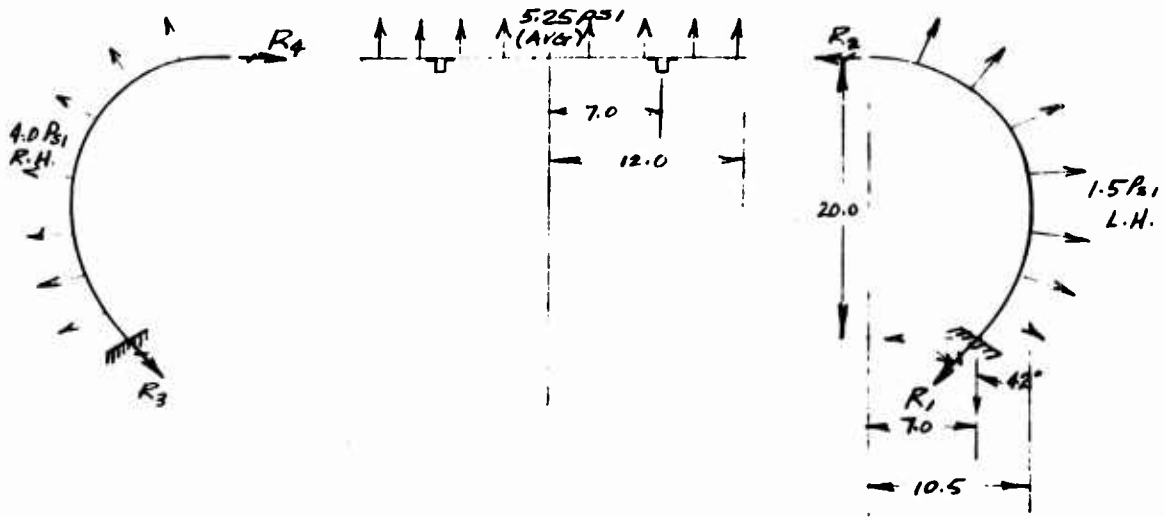 R4
5.25 PSI
(AVG)
R2
4.0 PSI
R.H.
7.0
12.0
20.0
1.5 PSI
L.H.
R3
R1
42°
7.0
10.5